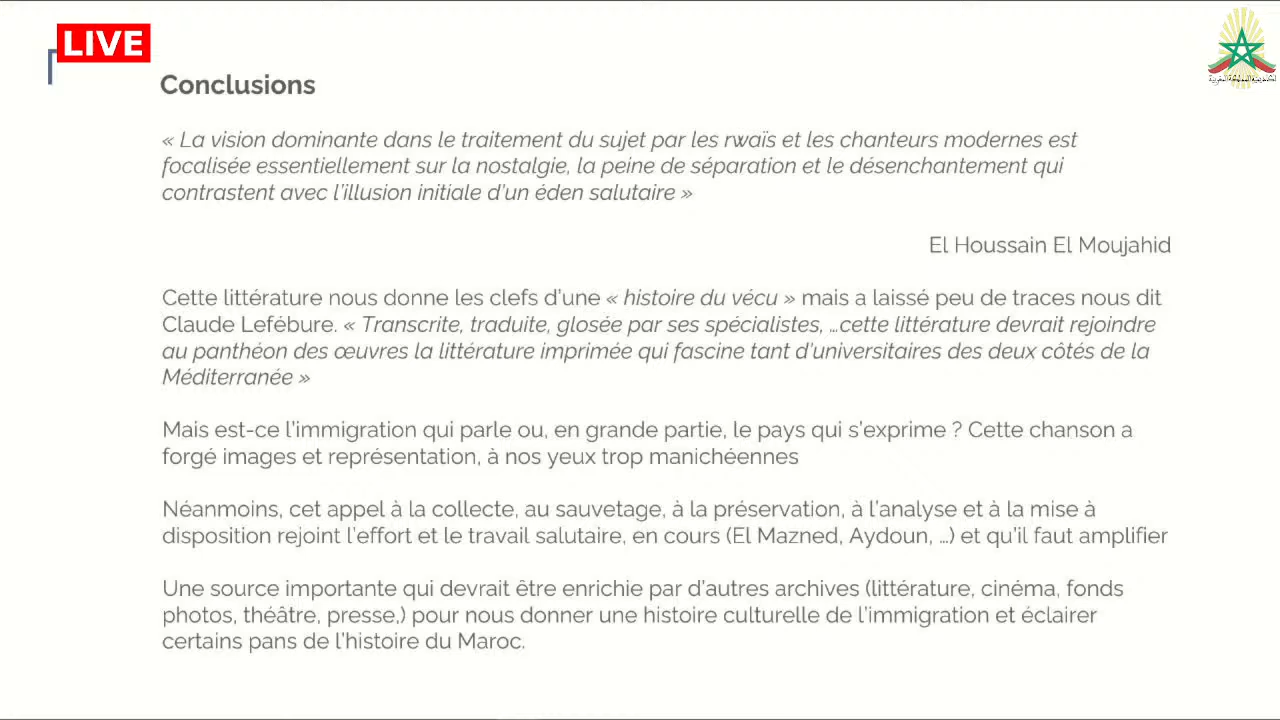 LIVE
أكاديمية المملكة المغربية
Conclusions
« La vision dominante dans le traitement du sujet par les rwaïs et les chanteurs modernes est
focalisée essentiellement sur la nostalgie, la peine de séparation et le désenchantement qui
contrastent avec l'illusion initiale d'un éden salutaire »
El Houssain El Moujahid
Cette littérature nous donne les clefs d'une « histoire du vécu » mais a laissé peu de traces nous dit
Claude Lefébure. « Transcrite, traduite, glosée par ses spécialistes, …cette littérature devrait rejoindre
au panthéon des œuvres la littérature imprimée qui fascine tant d'universitaires des deux côtés de la
Méditerranée »
Mais est-ce l'immigration qui parle ou, en grande partie, le pays qui s'exprime ? Cette chanson a
forgé images et représentation, à nos yeux trop manichéennes
Néanmoins, cet appel à la collecte, au sauvetage, à la préservation, à l'analyse et à la mise à
disposition rejoint l'effort et le travail salutaire, en cours (El Mazned, Aydoun, …) et qu'il faut amplifier
Une source importante qui devrait être enrichie par d'autres archives (littérature, cinéma, fonds
photos, théâtre, presse,) pour nous donner une histoire culturelle de l'immigration et éclairer
certains pans de l'histoire du Maroc.